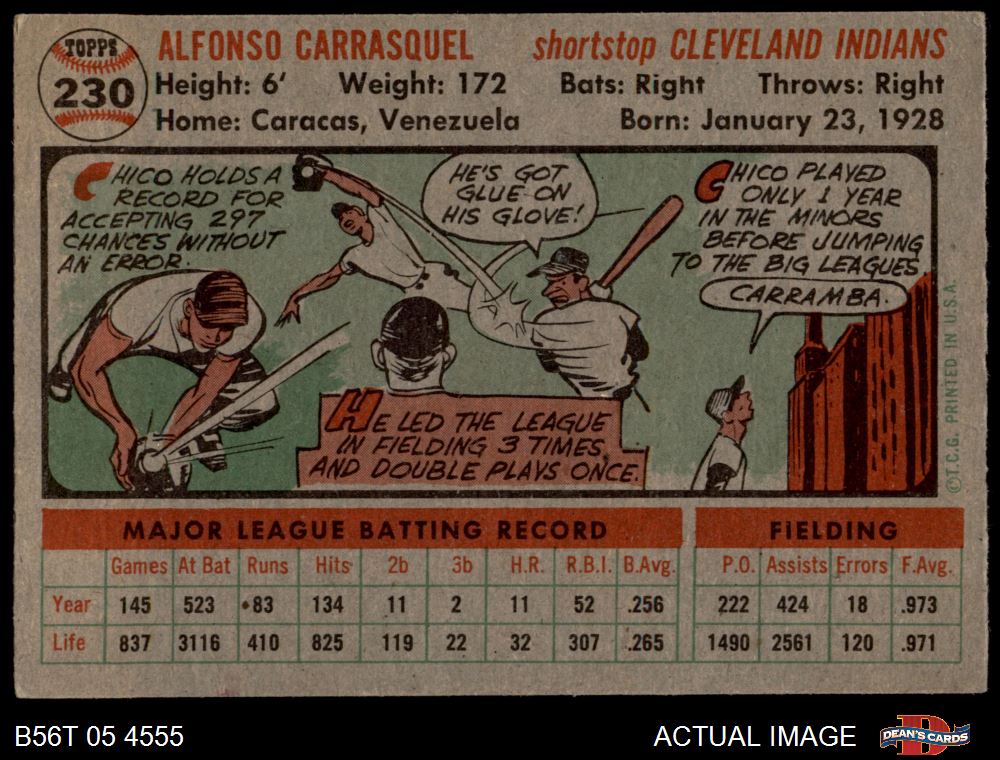 TOPPS
230
ALFONSO CARRASQUEL shortstop CLEVELAND INDIANS
Height: 6' Weight: 172 Bats: Right Throws: Right
Home: Caracas, Venezuela Born: January 23, 1928
CHICO HOLDS A
RECORD FOR
ACCEPTING 297
CHANCES WITHOUT
AN ERROR.
HE'S GOT
GLUE ON
HIS GLOVE!
HE LED THE LEAGUE
IN FIELDING 3 TIMES,
AND DOUBLE PLAYS ONCE.
CHICO PLAYED
ONLY 1 YEAR
IN THE MINORS
BEFORE JUMPING
TO THE BIG LEAGUES.
CARRAMBA.
©T.C.G. PRINTED IN U.S.A.
MAJOR LEAGUE BATTING RECORD FIELDING
Games At Bat Runs Hits 2b 3b H.R. R.B.I. B.Avg. P.O. Assists Errors F.Avg.
Year 145 523 83 134 11 2 11 52 .256 222 424 18 .973
Life 837 3116 410 825 119 22 32 307 .265 1490 2561 120 .971
B56T 05 4555 ACTUAL IMAGE DEAN'S CARDS